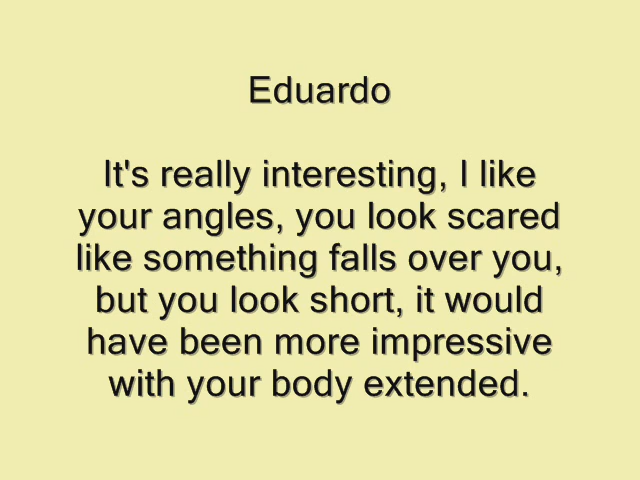 Eduardo
It's really interesting, I like
your angles, you look scared
like something falls over you,
but you look short, it would
have been more impressive
with your body extended.